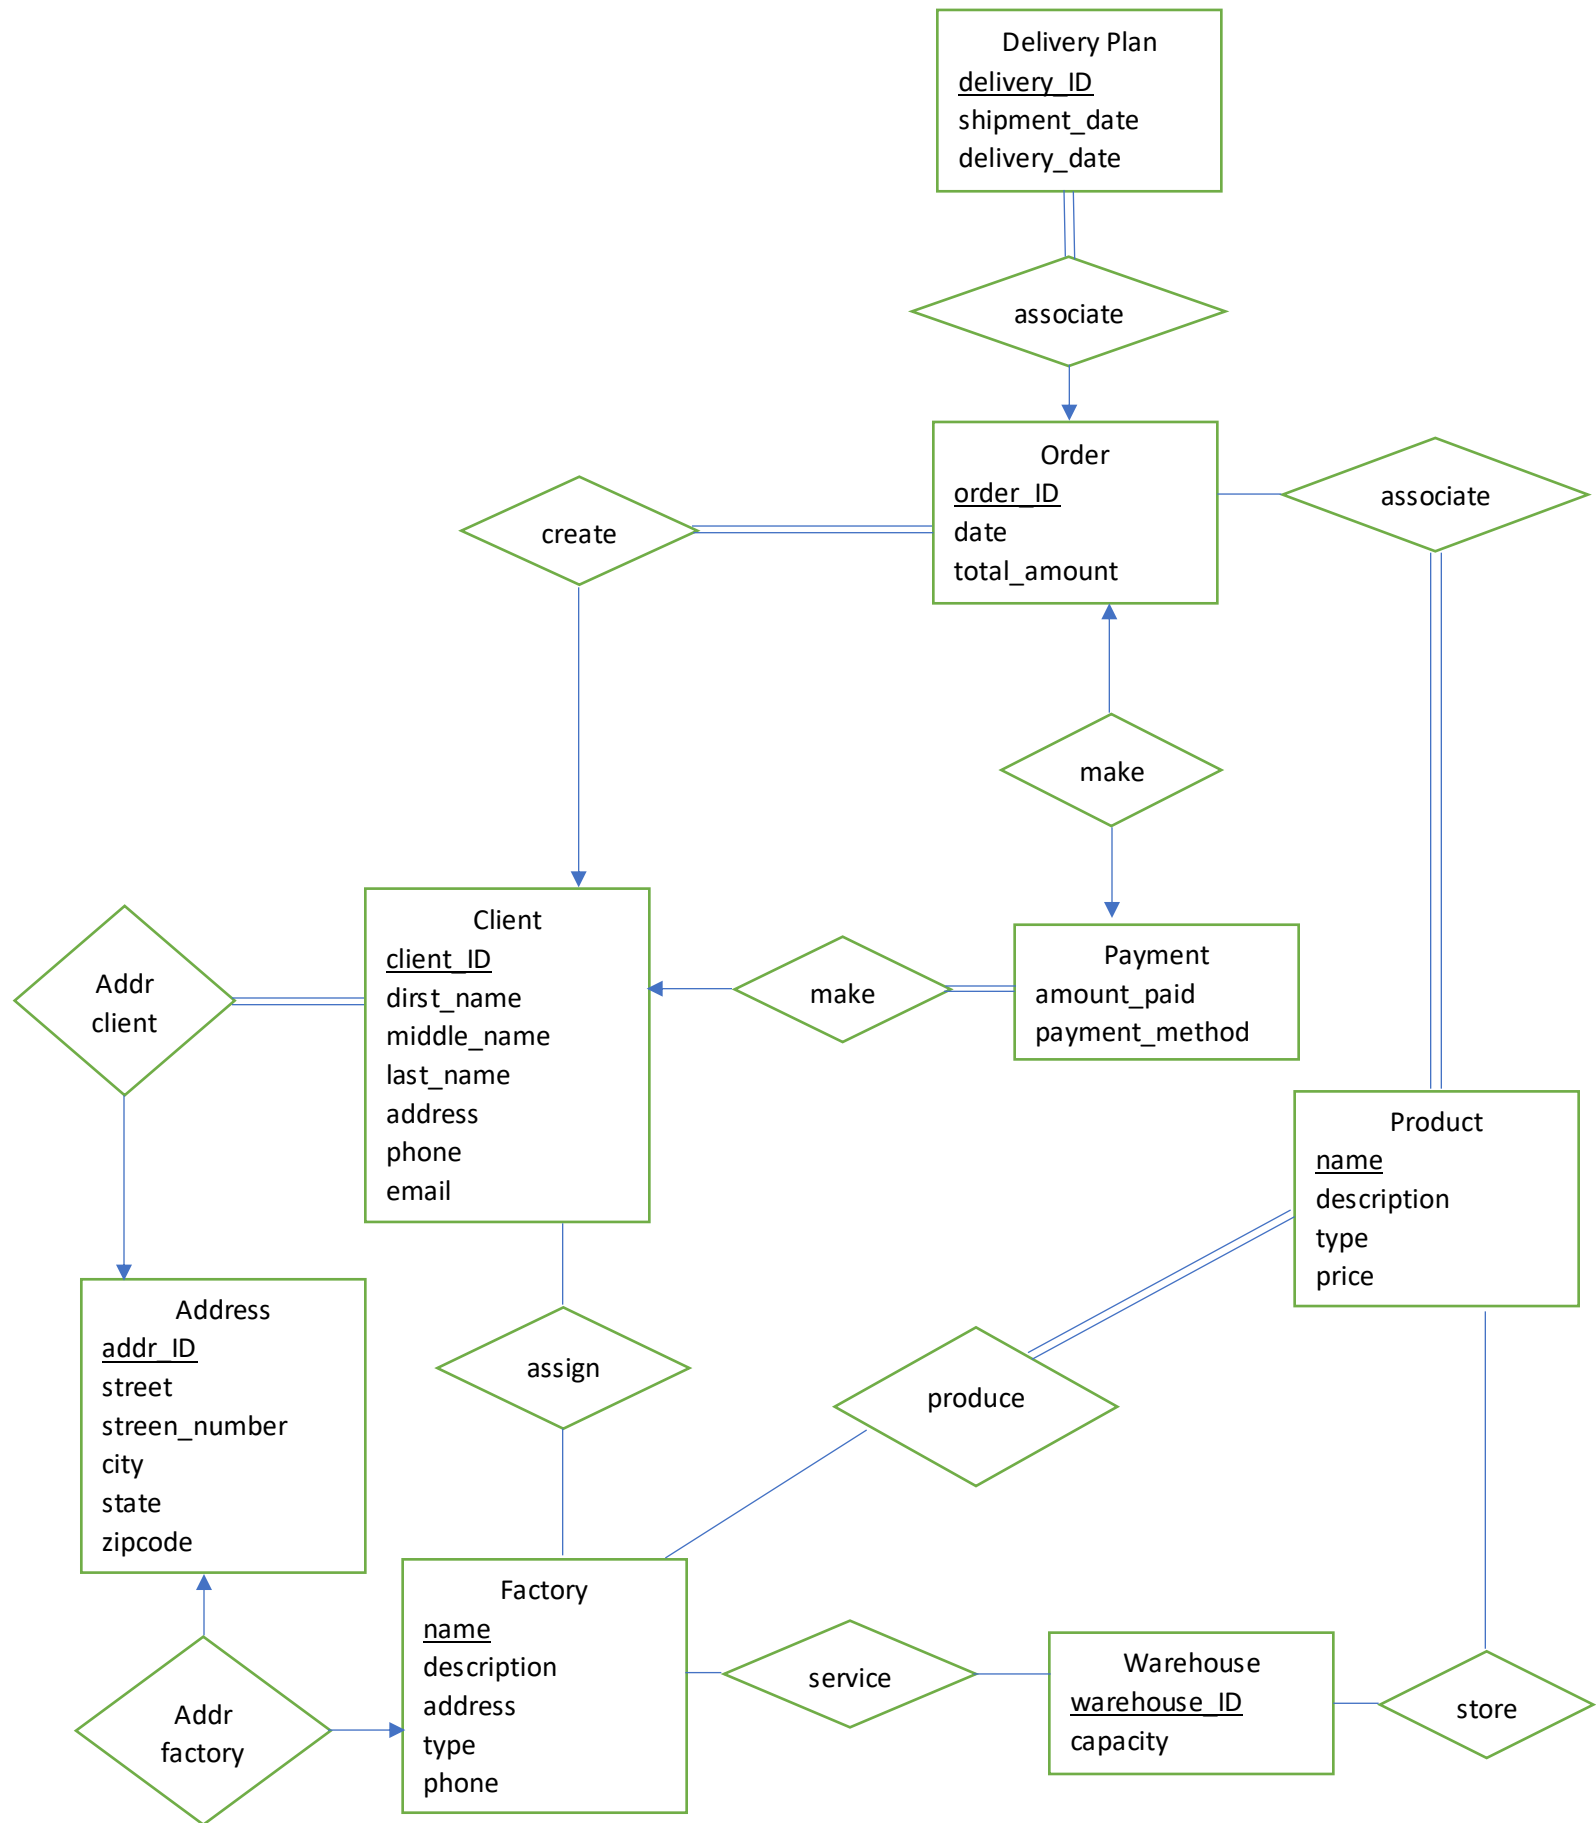 Delivery Plan
delivery_ID
shipment_date
delivery_date
associate
Order
order_ID
date
total_amount
associate
create
make
Client
client_ID
dirst_name
middle_name
last_name
address
phone
email
Addr
client
make
Payment
amount_paid
payment_method
Product
name
description
type
price
Address
addr_ID
street
streen_number
city
state
zipcode
assign
produce
Factory
name
description
address
type
phone
service
Warehouse
warehouse_ID
capacity
store
Addr
factory